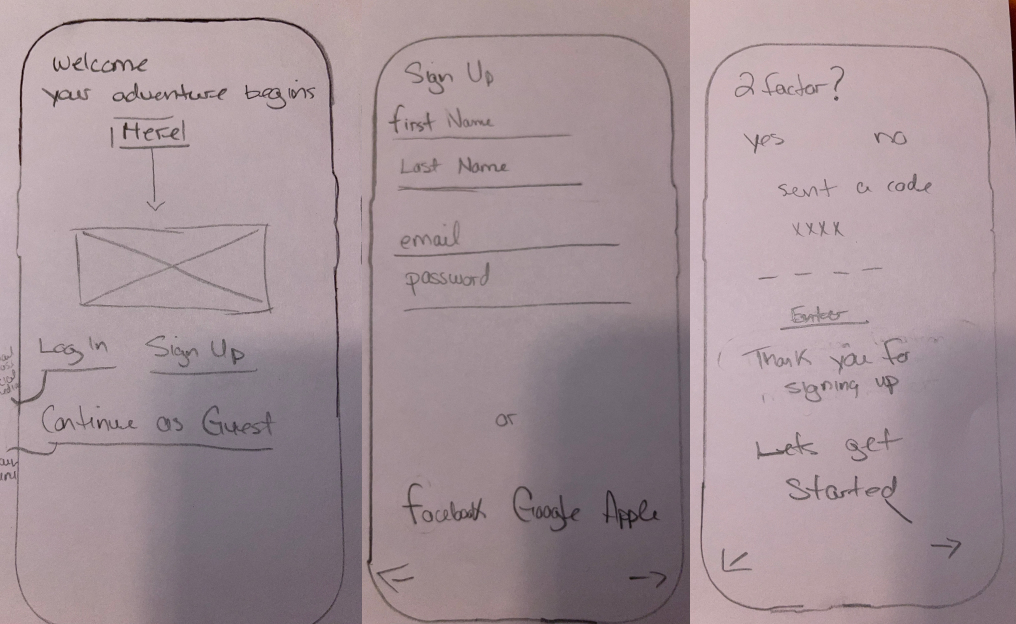 Welcome
your adventure begins
Here!
Log In Sign Up
Continue as Guest
Sign Up
first Name
Last Name
email
password
or
facebook Google Apple
2 factor?
yes no
sent a code
xxxx
Enter
Thank you for
signing up
Lets get
Started